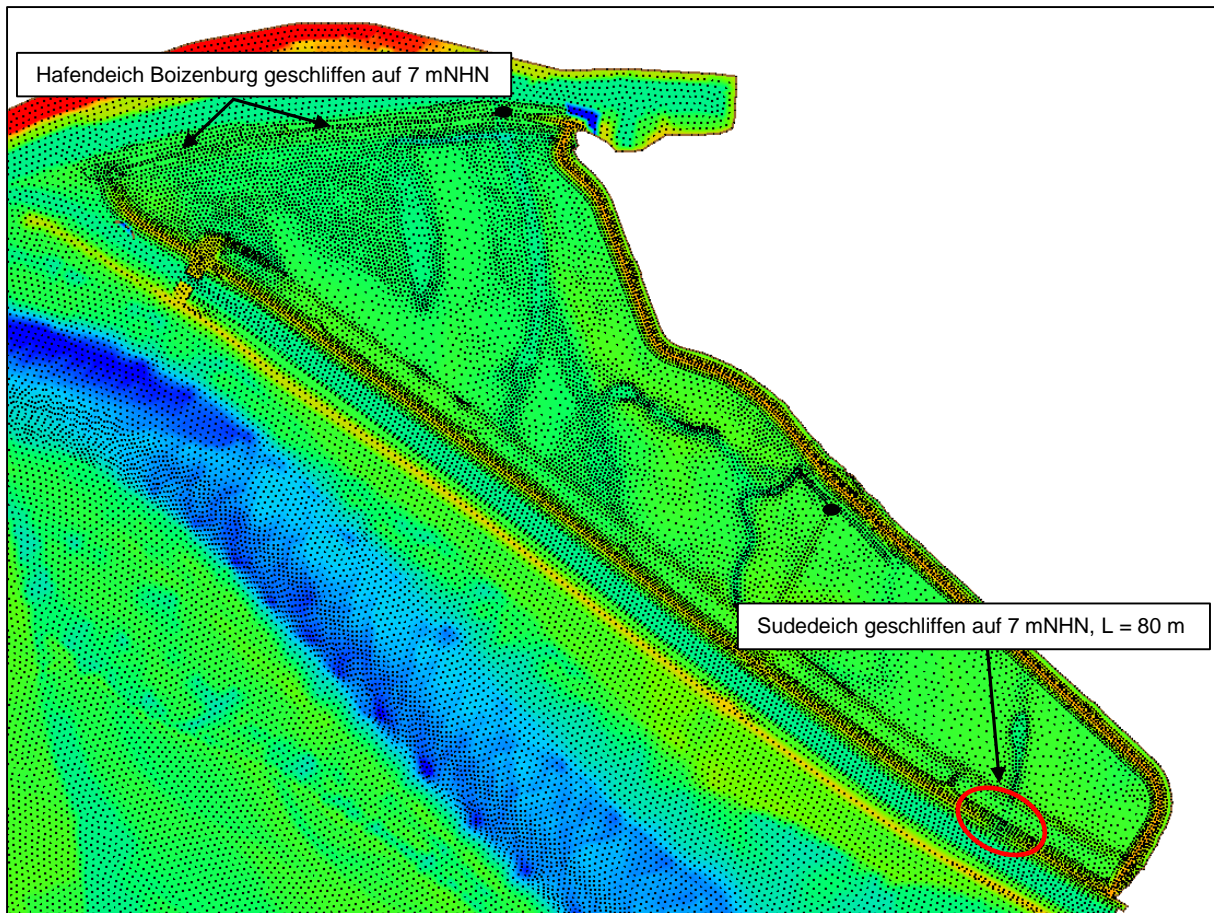 Hafendeich Boizenburg geschliffen auf 7 mNHN
Sudedeich geschliffen auf 7 mNHN, L = 80 m